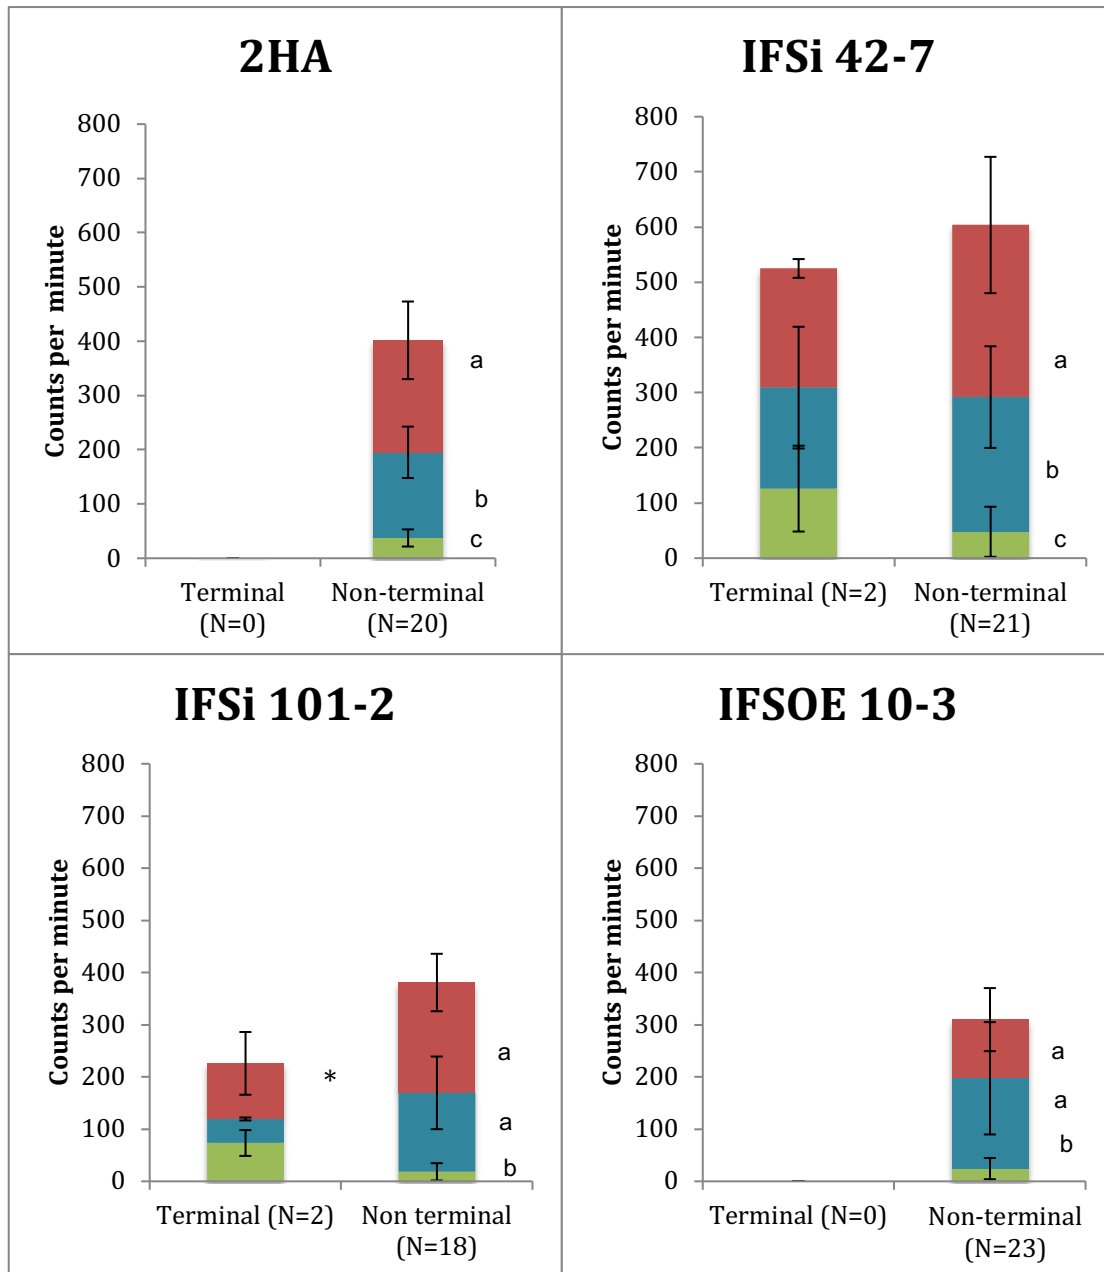 2HA
800
700
600
500
400
300
200
100
0
Counts per minute
a
b
c
Terminal
(N=0)
Non-terminal
(N=20)
IFSi 42-7
800
700
600
500
400
300
200
100
0
Counts per minute
a
b
c
Terminal (N=2)
Non-terminal
(N=21)
IFSi 101-2
800
700
600
500
400
300
200
100
0
Counts per minute
*
a
a
b
Terminal (N=2)
Non terminal
(N=18)
IFSOE 10-3
800
700
600
500
400
300
200
100
0
Counts per minute
a
a
b
Terminal (N=0)
Non-terminal
(N=23)